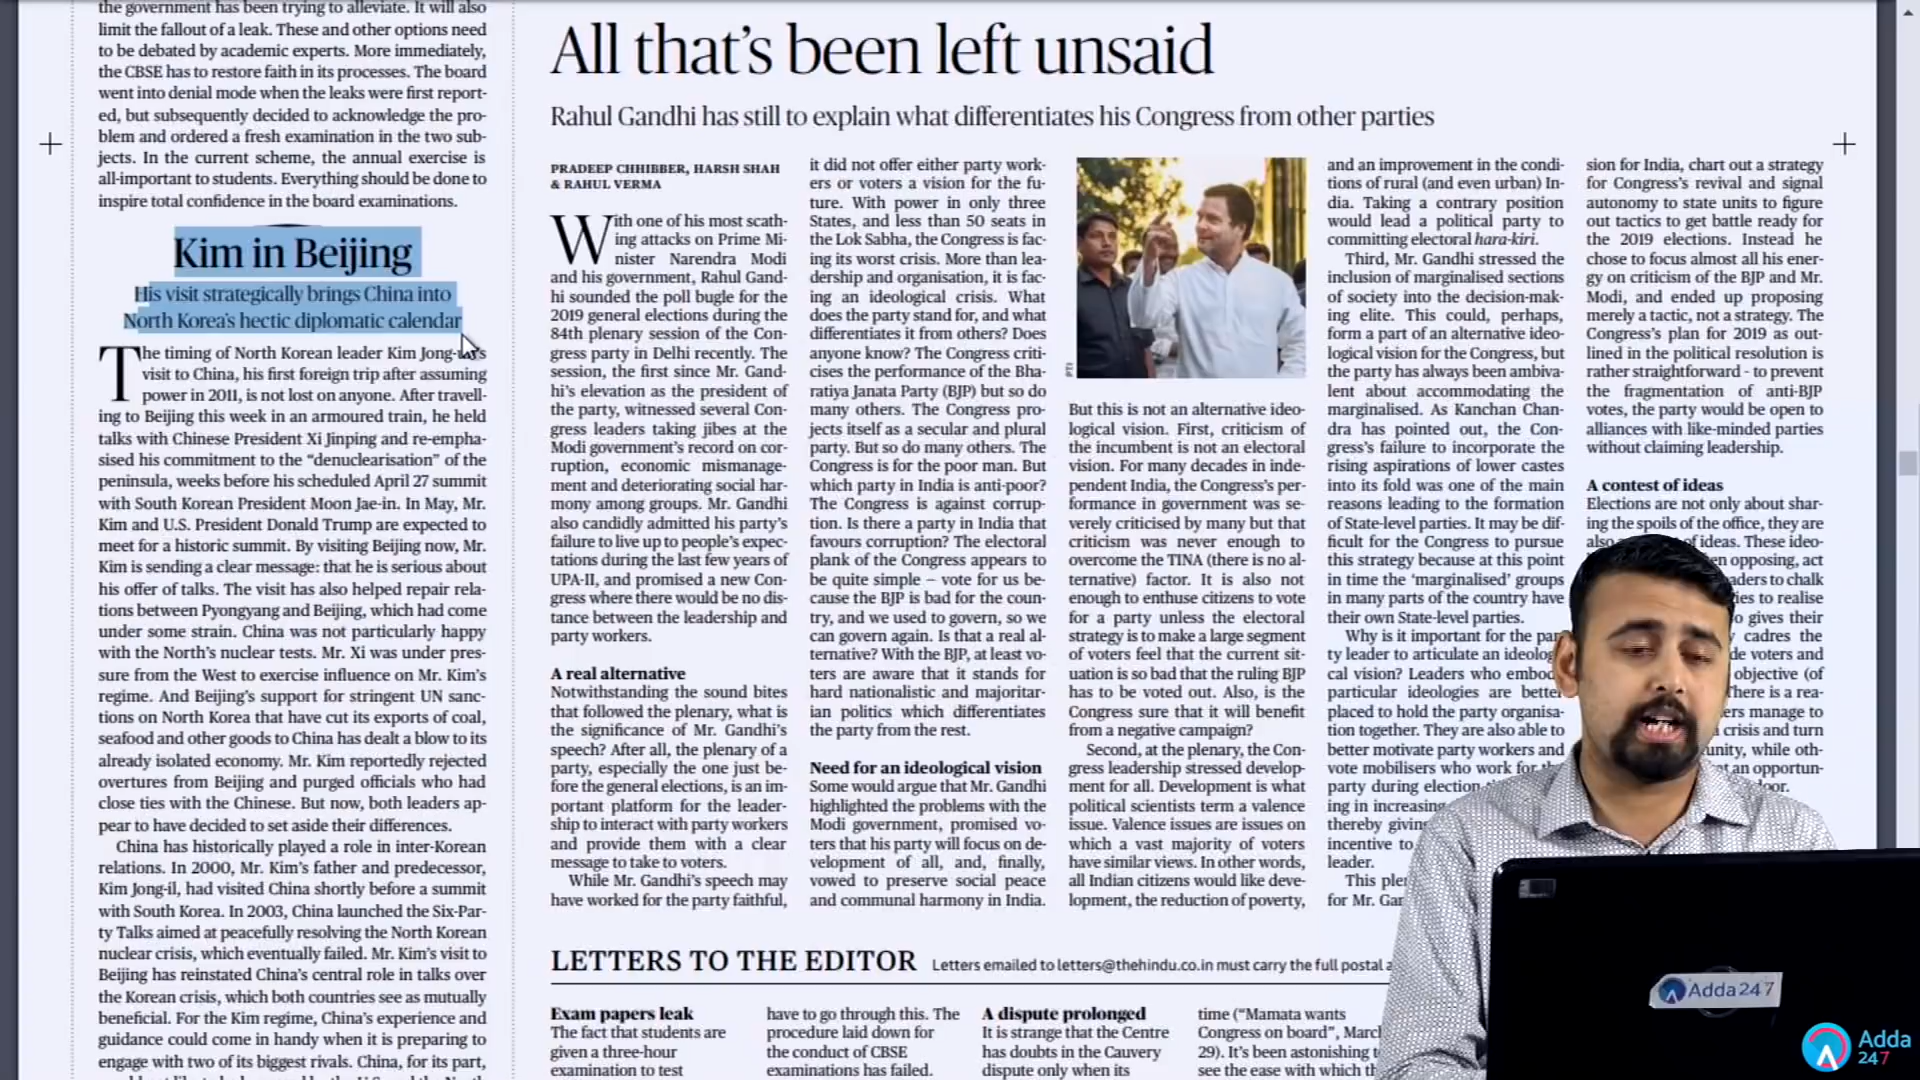 the government has been trying to alleviate. It will also
limit the fallout of a leak. These and other options need
to be debated by academic experts. More immediately,
the CBSE has to restore faith in its processes. The board
went into denial mode when the leaks were first report-
ed, but subsequently decided to acknowledge the pro-
blem and ordered a fresh examination in the two sub-
jects. In the current scheme, the annual exercise is
all-important to students. Everything should be done to
inspire total confidence in the board examinations.
Kim in Beijing
His visit strategically brings China into
North Korea's hectic diplomatic calendar
The timing of North Korean leader Kim Jong-un's
visit to China, his first foreign trip after assuming
power in 2011, is not lost on anyone. After travell-
ing to Beijing this week in an armoured train, he held
talks with Chinese President Xi Jinping and re-empha-
sised his commitment to the “denuclearisation” of the
peninsula, weeks before his scheduled April 27 summit
with South Korean President Moon Jae-in. In May, Mr.
Kim and U.S. President Donald Trump are expected to
meet for a historic summit. By visiting Beijing now, Mr.
Kim is sending a clear message: that he is serious about
his offer of talks. The visit has also helped repair rela-
tions between Pyongyang and Beijing, which had come
under some strain. China was not particularly happy
with the North's nuclear tests. Mr. Xi was under pres-
sure from the West to exercise influence on Mr. Kim's
regime. And Beijing's support for stringent UN sanc-
tions on North Korea that have cut its exports of coal,
seafood and other goods to China has dealt a blow to its
already isolated economy. Mr. Kim reportedly rejected
overtures from Beijing and purged officials who had
close ties with the Chinese. But now, both leaders ap-
pear to have decided to set aside their differences.
China has historically played a role in inter-Korean
relations. In 2000, Mr. Kim's father and predecessor,
Kim Jong-il, had visited China shortly before a summit
with South Korea. In 2003, China launched the Six-Par-
ty Talks aimed at peacefully resolving the North Korean
nuclear crisis, which eventually failed. Mr. Kim's visit to
Beijing has reinstated China's central role in talks over
the Korean crisis, which both countries see as mutually
beneficial. For the Kim regime, China's experience and
guidance could come in handy when it is preparing to
engage with two of its biggest rivals. China, for its part,
All that's been left unsaid
Rahul Gandhi has still to explain what differentiates his Congress from other parties
PRADEEP CHHIBBER, HARSH SHAH
& RAHUL VERMA
With one of his most scath-
ing attacks on Prime Mi-
nister Narendra Modi
and his government, Rahul Gand-
hi sounded the poll bugle for the
2019 general elections during the
84th plenary session of the Con-
gress party in Delhi recently. The
session, the first since Mr. Gand-
hi's elevation as the president of
the party, witnessed several Con-
gress leaders taking jibes at the
Modi government's record on cor-
ruption, economic mismanage-
ment and deteriorating social har-
mony among groups. Mr. Gandhi
also candidly admitted his party's
failure to live up to people's expec-
tations during the last few years of
UPA-II, and promised a new Con-
gress where there would be no dis-
tance between the leadership and
party workers.
A real alternative
Notwithstanding the sound bites
that followed the plenary, what is
the significance of Mr. Gandhi's
speech? After all, the plenary of a
party, especially the one just be-
fore the general elections, is an im-
portant platform for the leader-
ship to interact with party workers
and provide them with a clear
message to take to voters.
While Mr. Gandhi's speech may
have worked for the party faithful,
it did not offer either party work-
ers or voters a vision for the fu-
ture. With power in only three
States, and less than 50 seats in
the Lok Sabha, the Congress is fac-
ing its worst crisis. More than lea-
dership and organisation, it is fac-
ing an ideological crisis. What
does the party stand for, and what
differentiates it from others? Does
anyone know? The Congress criti-
cises the performance of the Bha-
ratiya Janata Party (BJP) but so do
many others. The Congress pro-
jects itself as a secular and plural
party. But so do many others. The
Congress is for the poor man. But
which party in India is anti-poor?
The Congress is against corrup-
tion. Is there a party in India that
favours corruption? The electoral
plank of the Congress appears to
be quite simple – vote for us be-
cause the BJP is bad for the coun-
try, and we used to govern, so we
can govern again. Is that a real al-
ternative? With the BJP, at least vo-
ters are aware that it stands for
hard nationalistic and majoritar-
ian politics which differentiates
the party from the rest.
Need for an ideological vision
Some would argue that Mr. Gandhi
highlighted the problems with the
Modi government, promised vo-
ters that his party will focus on de-
velopment of all, and, finally,
vowed to preserve social peace
and communal harmony in India.
PTI
But this is not an alternative ideo-
logical vision. First, criticism of
the incumbent is not an electoral
vision. For many decades in inde-
pendent India, the Congress's per-
formance in government was se-
verely criticised by many but that
criticism was never enough to
overcome the TINA (there is no al-
ternative) factor. It is also not
enough to enthuse citizens to vote
for a party unless the electoral
strategy is to make a large segment
of voters feel that the current sit-
uation is so bad that the ruling BJP
has to be voted out. Also, is the
Congress sure that it will benefit
from a negative campaign?
Second, at the plenary, the Con-
gress leadership stressed develop-
ment for all. Development is what
political scientists term a valence
issue. Valence issues are issues on
which a vast majority of voters
have similar views. In other words,
all Indian citizens would like deve-
lopment, the reduction of poverty,
and an improvement in the condi-
tions of rural (and even urban) In-
dia. Taking a contrary position
would lead a political party to
committing electoral hara-kiri.
Third, Mr. Gandhi stressed the
inclusion of marginalised sections
of society into the decision-mak-
ing elite. This could, perhaps,
form a part of an alternative ideo-
logical vision for the Congress, but
the party has always been ambiva-
lent about accommodating the
marginalised. As Kanchan Chan-
dra has pointed out, the Con-
gress's failure to incorporate the
rising aspirations of lower castes
into its fold was one of the main
reasons leading to the formation
of State-level parties. It may be dif-
ficult for the Congress to pursue
this strategy because at this point
in time the ‘marginalised’ groups
in many parts of the country have
their own State-level parties.
Why is it important for the par
ty leader to articulate an ideologi
cal vision? Leaders who embod
particular ideologies are better
placed to hold the party organisa-
tion together. They are also able to
better motivate party workers and
vote mobilisers who work for the
party during election
ing in increasing
thereby giving
incentive to
leader.
This ple
for Mr. Gan
sion for India, chart out a strategy
for Congress's revival and signal
autonomy to state units to figure
out tactics to get battle ready for
the 2019 elections. Instead he
chose to focus almost all his ener-
gy on criticism of the BJP and Mr.
Modi, and ended up proposing
merely a tactic, not a strategy. The
Congress's plan for 2019 as out-
lined in the political resolution is
rather straightforward - to prevent
the fragmentation of anti-BJP
votes, the party would be open to
alliances with like-minded parties
without claiming leadership.
A contest of ideas
Elections are not only about shar-
ing the spoils of the office, they are
also of ideas. These ideo-
en opposing, act
aders to chalk
ies to realise
o gives their
cadres the
de voters and
objective (of
There is a rea-
ers manage to
crisis and turn
unity, while oth-
et an opportun-
oor.
LETTERS TO THE EDITOR Letters emailed to letters@thehindu.co.in must carry the full postal a
Exam papers leak
The fact that students are
given a three-hour
examination to test
have to go through this. The
procedure laid down for
the conduct of CBSE
examinations has failed.
A dispute prolonged
It is strange that the Centre
has doubts in the Cauvery
dispute only when its
time (“Mamata wants
Congress on board”, March
29). It's been astonishing t
see the ease with which th
Adda247
Adda
247